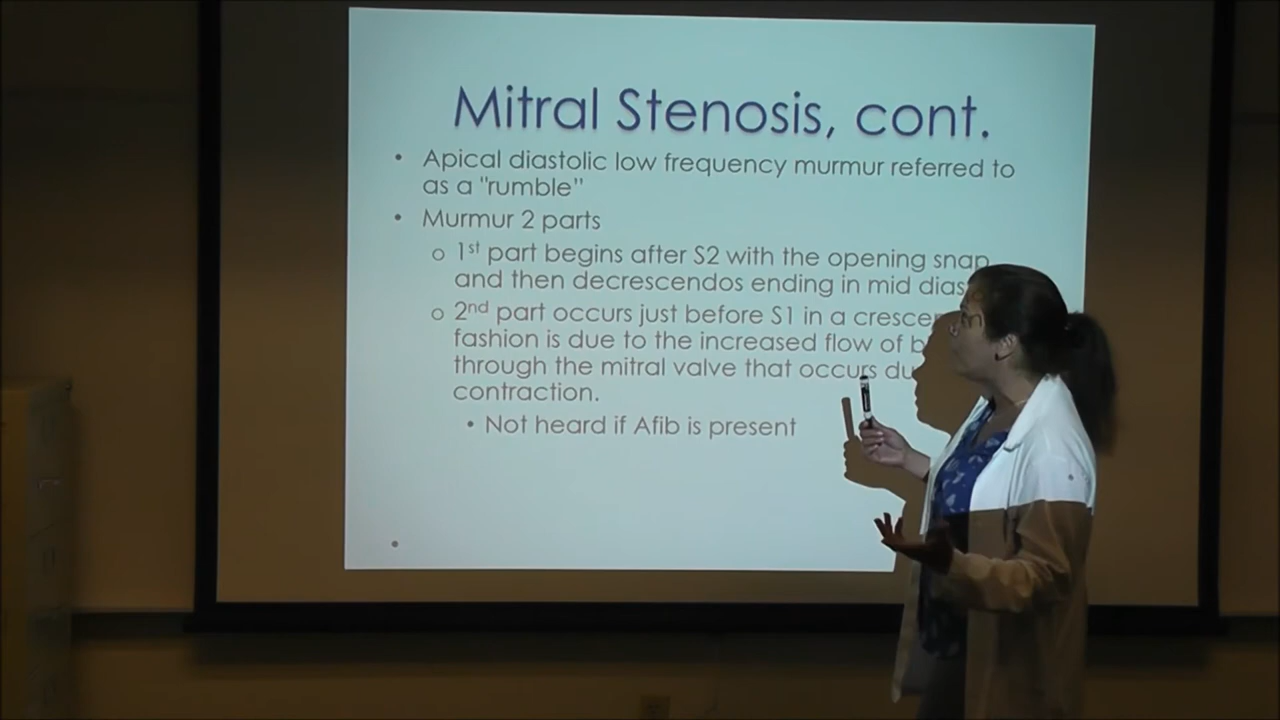 Mitral Stenosis, cont.
• Apical diastolic low frequency murmur referred to
as a "rumble”
• Murmur 2 parts
o 1st part begins after S2 with the opening snap
and then decrescendos ending in mid
o 2nd part occurs just before S1 in a
fashion is due to the increased flow of
through the mitral valve that occurs
contraction.
• Not heard if Afib is present